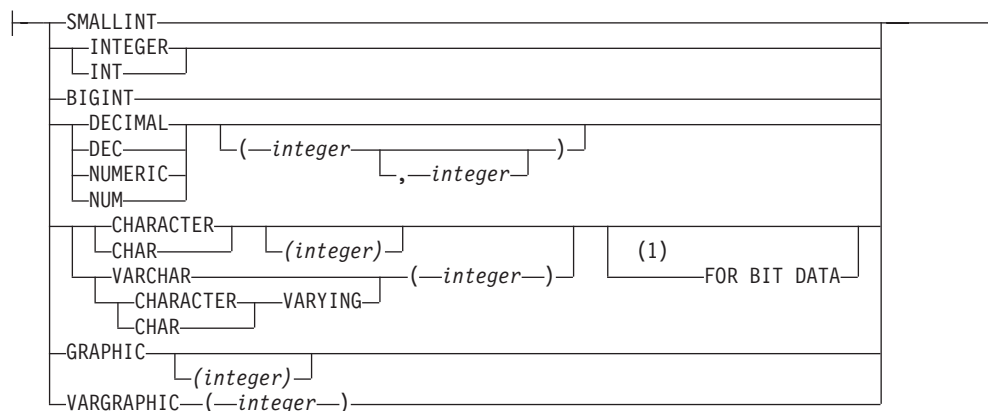 SMALLINT
INTEGER
INT
BIGINT
DECIMAL
DEC ( integer )
NUMERIC , integer
NUM
CHARACTER
CHAR (integer) (1)
VARCHAR ( integer ) FOR BIT DATA
CHARACTER VARYING
CHAR
GRAPHIC
(integer)
VARGRAPHIC ( integer )